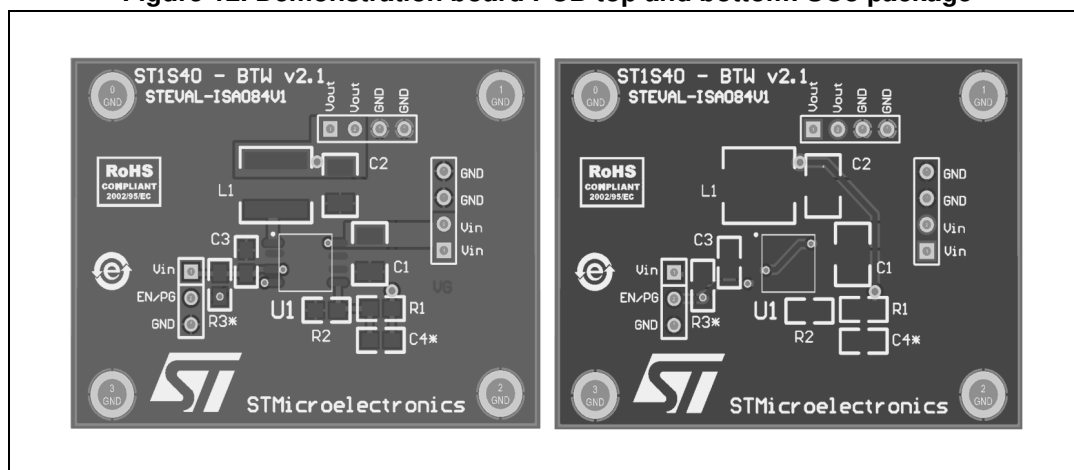 Figure 12. Demonstration board PCB top and bottom: SO8 package
ST1S40 - BTW v2.1
STEVAL-ISA084V1
0
GND
1
GND
Vout
Vout
GND
GND
C2
RoHS
COMPLIANT
2002/95/EC
L1
GND
GND
Vin
Vin
C3
C1
VG
e
Vin
EN/PG
GND
R3*
U1
R2
R1
C4*
3
GND
2
GND
ST
STMicroelectronics
ST1S40 - BTW v2.1
STEVAL-ISA084V1
0
GND
1
GND
Vout
Vout
GND
GND
C2
RoHS
COMPLIANT
2002/95/EC
L1
GND
GND
Vin
Vin
C3
C1
e
Vin
EN/PG
GND
R3*
U1
R2
R1
C4*
3
GND
2
GND
ST
STMicroelectronics